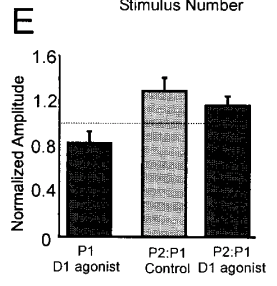 Stimulus Number
E
Normalized Amplitude
1.6
1.2
0.8
0.4
0
P1
D1 agonist
P2:P1
Control
P2:P1
D1 agonist